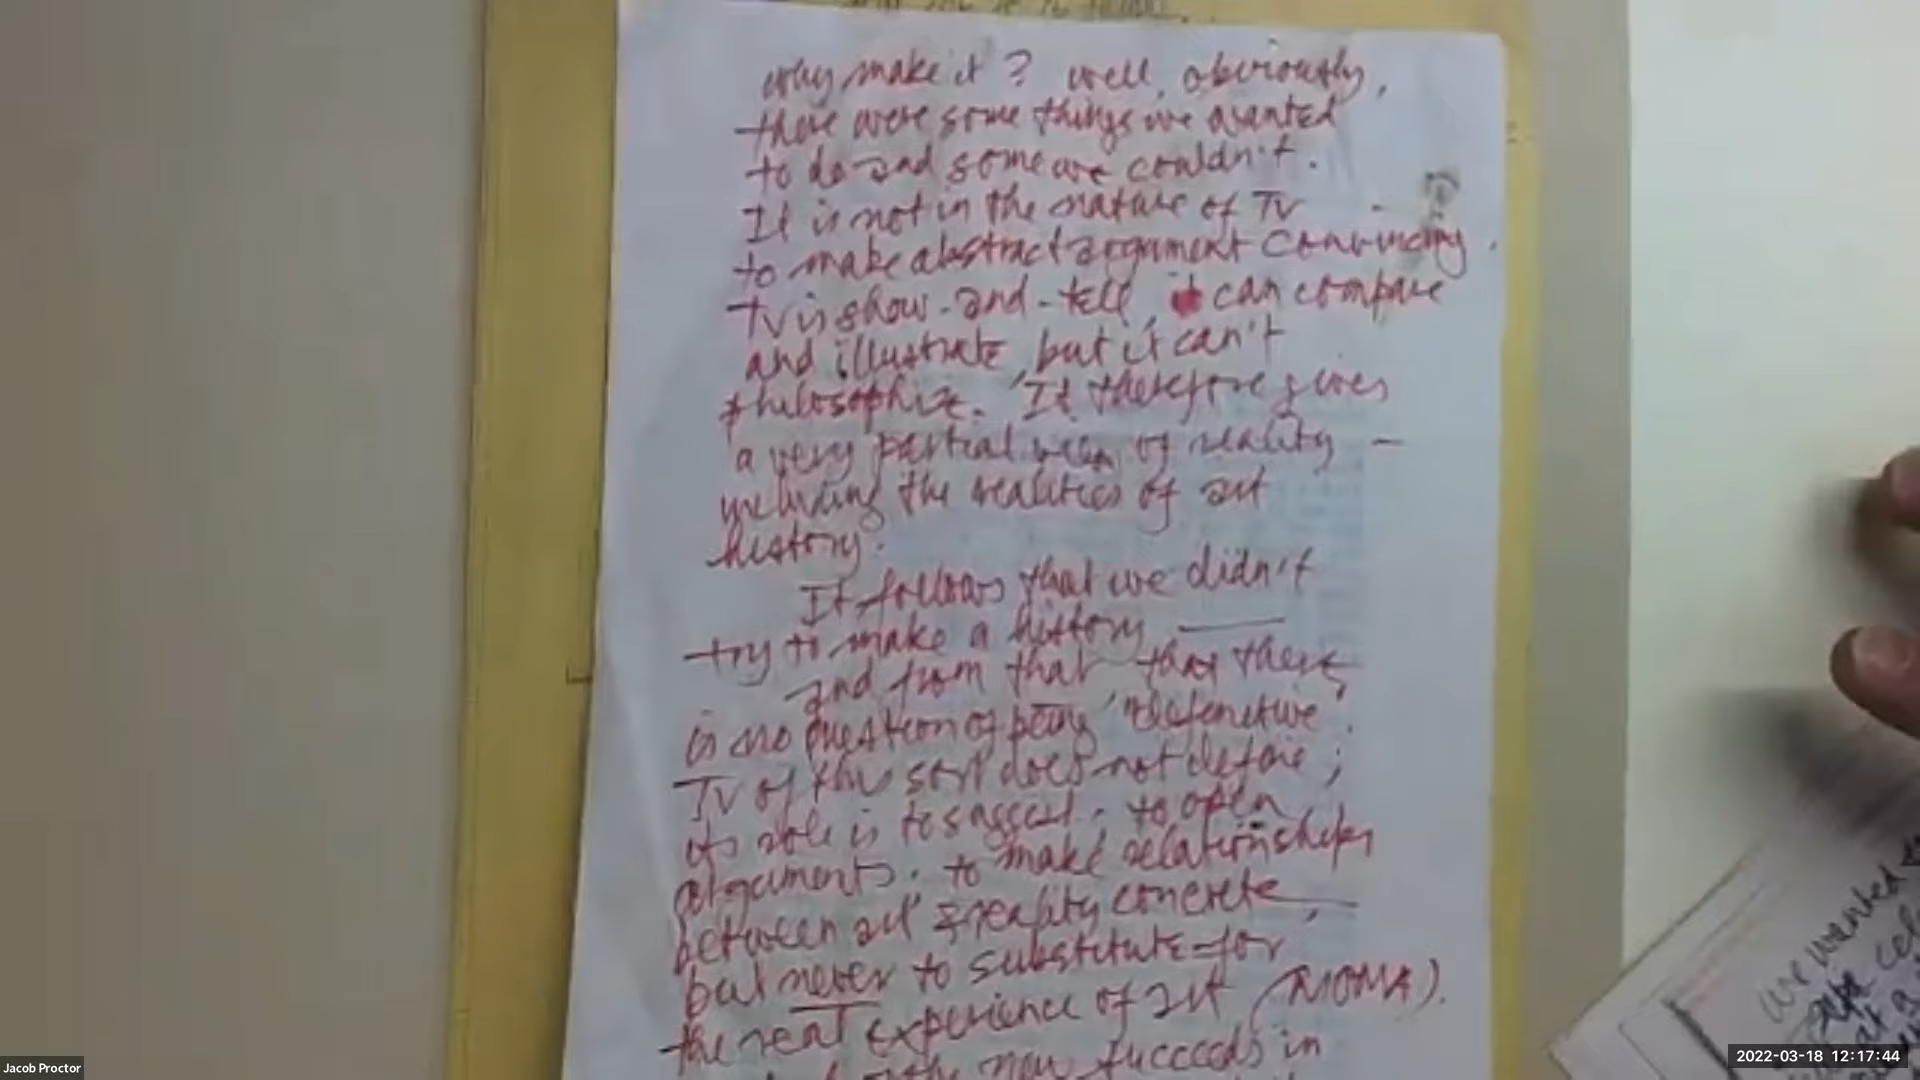 why make it? well, obviously,
there were some things we wanted
to do and some we couldn't.
It is not in the nature of TV
to make abstract argument convincing.
TV is show-and-tell, it can compare
and illustrate, but it can't
philosophize. It therefore gives
a very partial view of reality —
including the realities of art
history.
It follows that we didn't
try to make a history ——
and from that that there
is no question of being "definitive".
TV of this sort does not define;
its role is to suggest. to open
arguments. to make relationships
between art & reality concrete,
but never to substitute for
the real experience of art (MOMA).
now succeeds in
we wanted
Jacob Proctor
2022-03-18 12:17:44